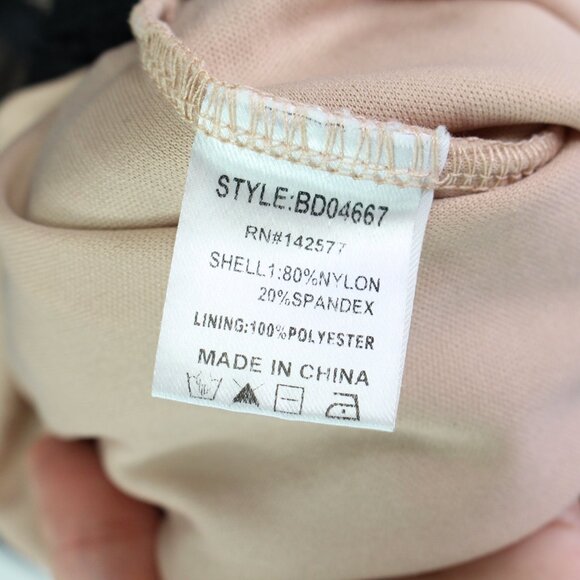 STYLE:BD04667
RN#142577
SHELL1:80%NYLON
20%SPANDEX
LINING:100%POLYESTER
MADE IN CHINA